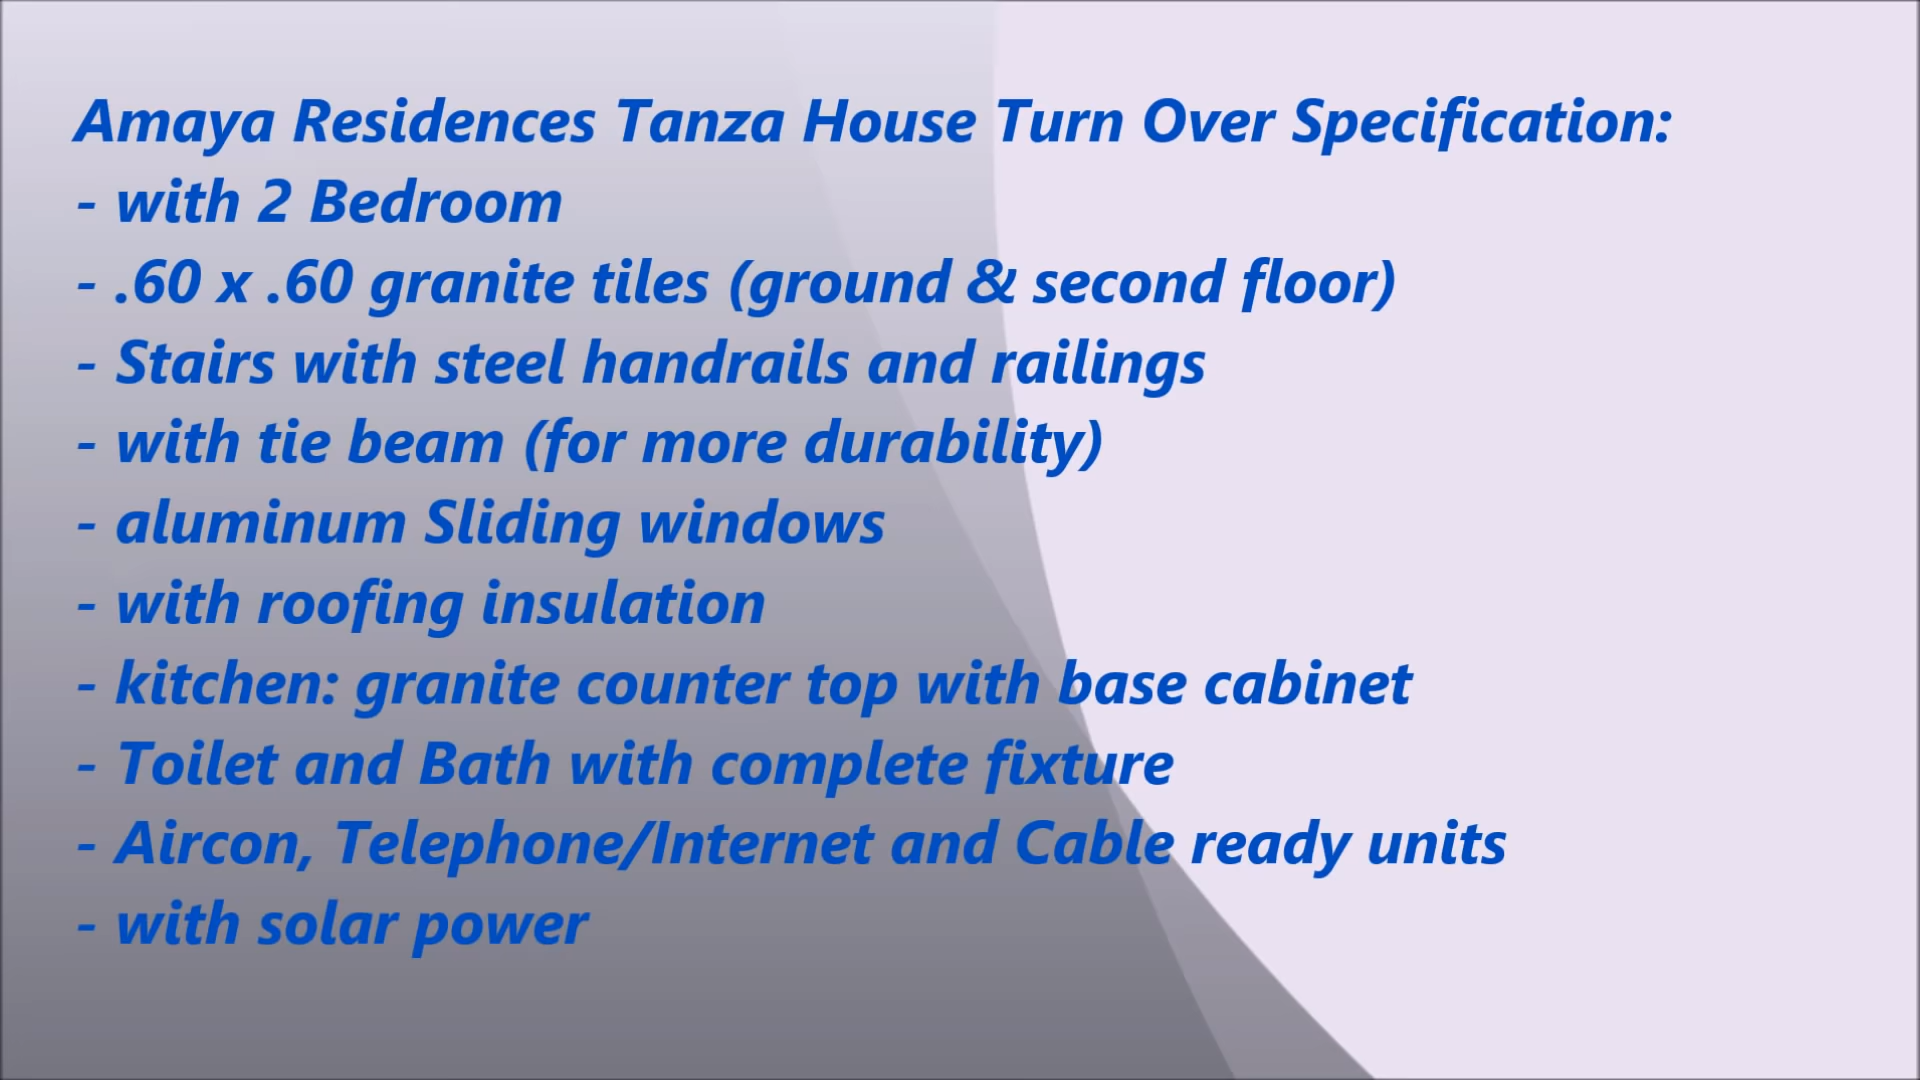 Amaya Residences Tanza House Turn Over Specification:
- with 2 Bedroom
- .60 x .60 granite tiles (ground & second floor)
- Stairs with steel handrails and railings
- with tie beam (for more durability)
- aluminum Sliding windows
- with roofing insulation
- kitchen: granite counter top with base cabinet
- Toilet and Bath with complete fixture
- Aircon, Telephone/Internet and Cable ready units
- with solar power